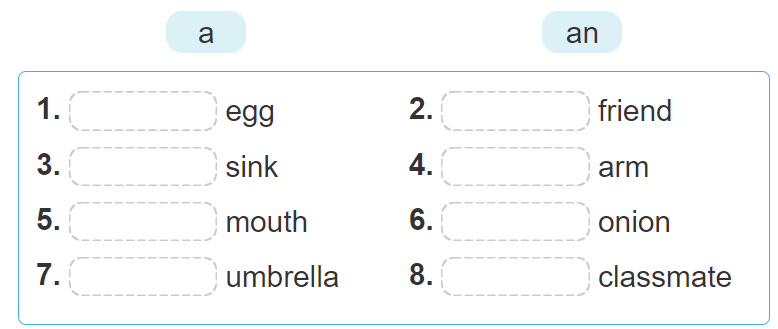 a an
1. egg 2. friend
3. sink 4. arm
5. mouth 6. onion
7. umbrella 8. classmate